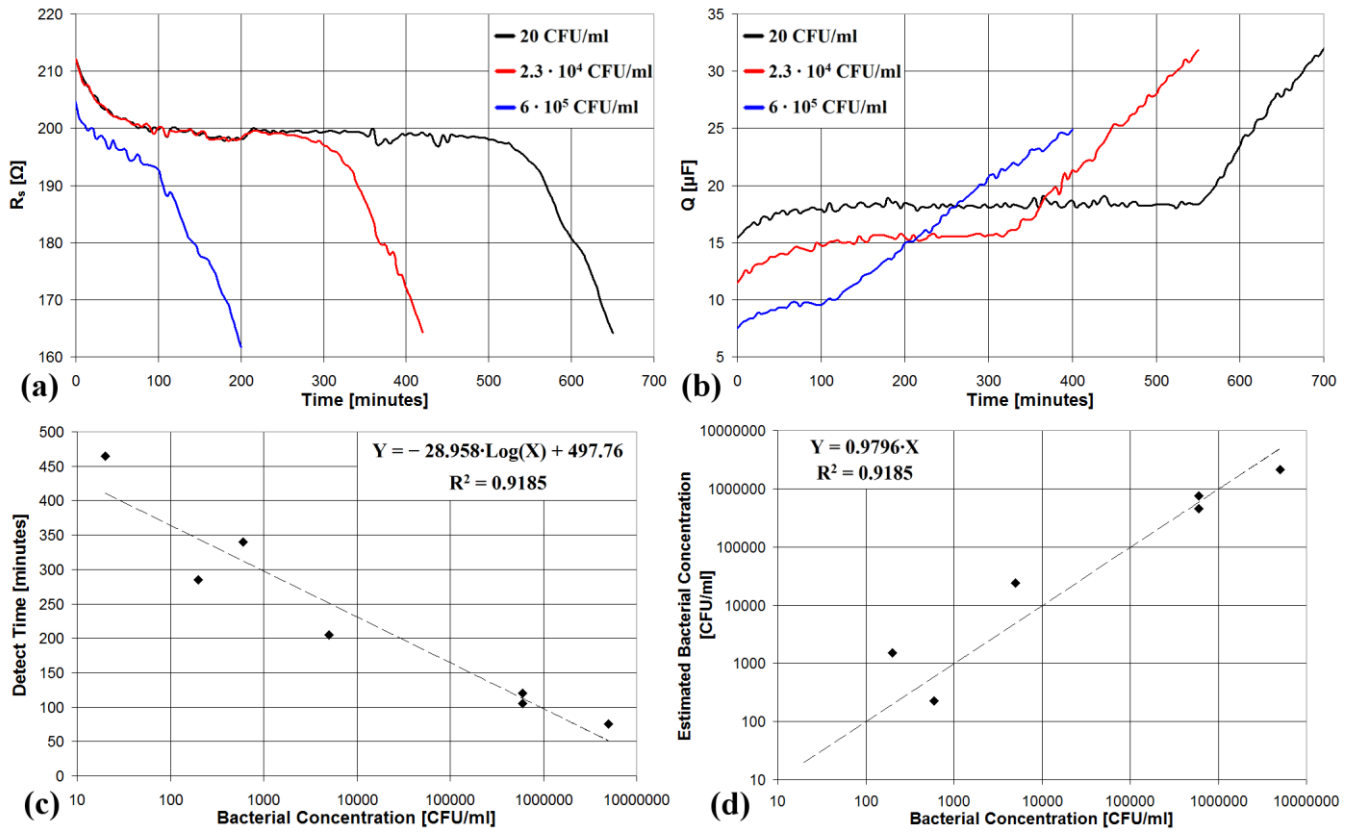 220
210
200
190
180
170
160
R_s [Ω]
20 CFU/ml
2.3 · 10⁴ CFU/ml
6 · 10⁵ CFU/ml
0 100 200 300 400 500 600 700
Time [minutes]
(a)
35
30
25
20
15
10
5
Q [µF]
20 CFU/ml
2.3 · 10⁴ CFU/ml
6 · 10⁵ CFU/ml
0 100 200 300 400 500 600 700
Time [minutes]
(b)
500
450
400
350
300
250
200
150
100
50
0
Detect Time [minutes]
Y = − 28.958·Log(X) + 497.76
R² = 0.9185
10 100 1000 10000 100000 1000000 10000000
Bacterial Concentration [CFU/ml]
(c)
10000000
1000000
100000
10000
1000
100
10
Estimated Bacterial Concentration
[CFU/ml]
Y = 0.9796·X
R² = 0.9185
10 100 1000 10000 100000 1000000 10000000
Bacterial Concentration [CFU/ml]
(d)